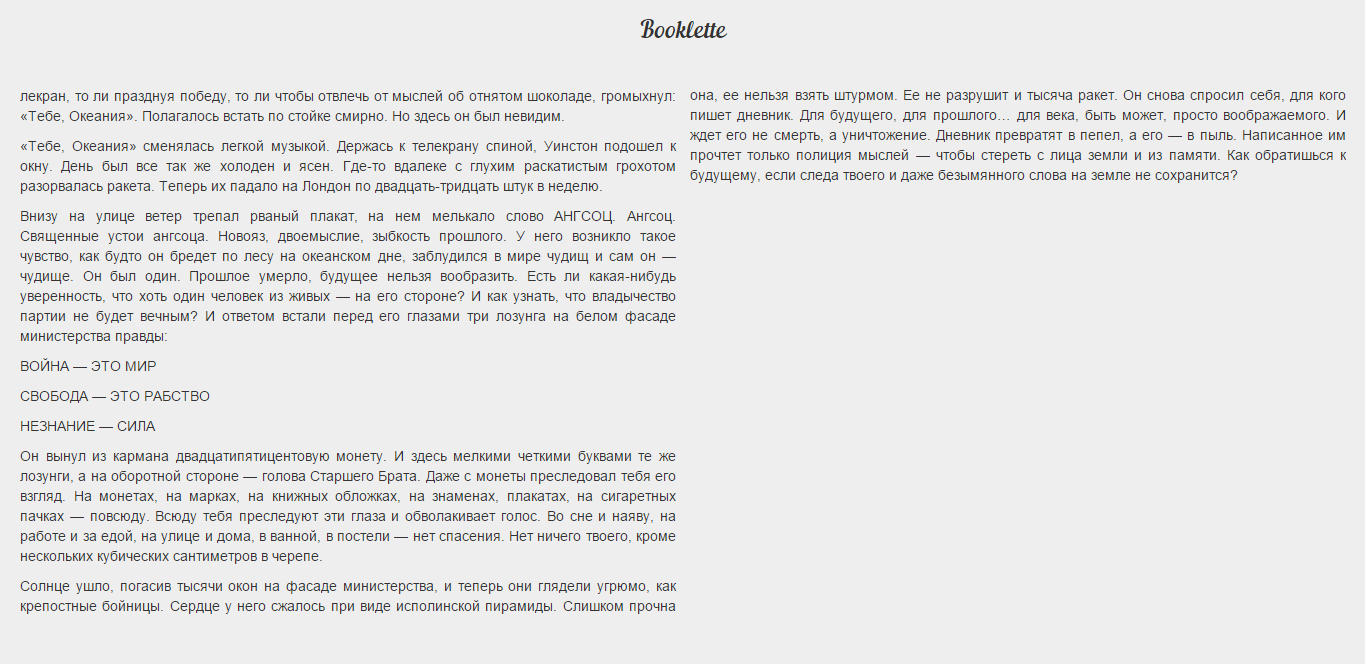 Booklette
лекран, то ли празднуя победу, то ли чтобы отвлечь от мыслей об отнятом шоколаде, громыхнул:
«Тебе, Океания». Полагалось встать по стойке смирно. Но здесь он был невидим.
«Тебе, Океания» сменялась легкой музыкой. Держась к телекрану спиной, Уинстон подошел к
окну. День был все так же холоден и ясен. Где-то вдалеке с глухим раскатистым грохотом
разорвалась ракета. Теперь их падало на Лондон по двадцать-тридцать штук в неделю.
Внизу на улице ветер трепал рваный плакат, на нем мелькало слово АНГСОЦ. Ангсоц.
Священные устои ангсоца. Новояз, двоемыслие, зыбкость прошлого. У него возникло такое
чувство, как будто он бредет по лесу на океанском дне, заблудился в мире чудищ и сам он —
чудище. Он был один. Прошлое умерло, будущее нельзя вообразить. Есть ли какая-нибудь
уверенность, что хоть один человек из живых — на его стороне? И как узнать, что владычество
партии не будет вечным? И ответом встали перед его глазами три лозунга на белом фасаде
министерства правды:
ВОЙНА — ЭТО МИР
СВОБОДА — ЭТО РАБСТВО
НЕЗНАНИЕ — СИЛА
Он вынул из кармана двадцатипятицентовую монету. И здесь мелкими четкими буквами те же
лозунги, а на оборотной стороне — голова Старшего Брата. Даже с монеты преследовал тебя его
взгляд. На монетах, на марках, на книжных обложках, на знаменах, плакатах, на сигаретных
пачках — повсюду. Всюду тебя преследуют эти глаза и обволакивает голос. Во сне и наяву, на
работе и за едой, на улице и дома, в ванной, в постели — нет спасения. Нет ничего твоего, кроме
нескольких кубических сантиметров в черепе.
Солнце ушло, погасив тысячи окон на фасаде министерства, и теперь они глядели угрюмо, как
крепостные бойницы. Сердце у него сжалось при виде исполинской пирамиды. Слишком прочна
она, ее нельзя взять штурмом. Ее не разрушит и тысяча ракет. Он снова спросил себя, для кого
пишет дневник. Для будущего, для прошлого… для века, быть может, просто воображаемого. И
ждет его не смерть, а уничтожение. Дневник превратят в пепел, а его — в пыль. Написанное им
прочтет только полиция мыслей — чтобы стереть с лица земли и из памяти. Как обратишься к
будущему, если следа твоего и даже безымянного слова на земле не сохранится?